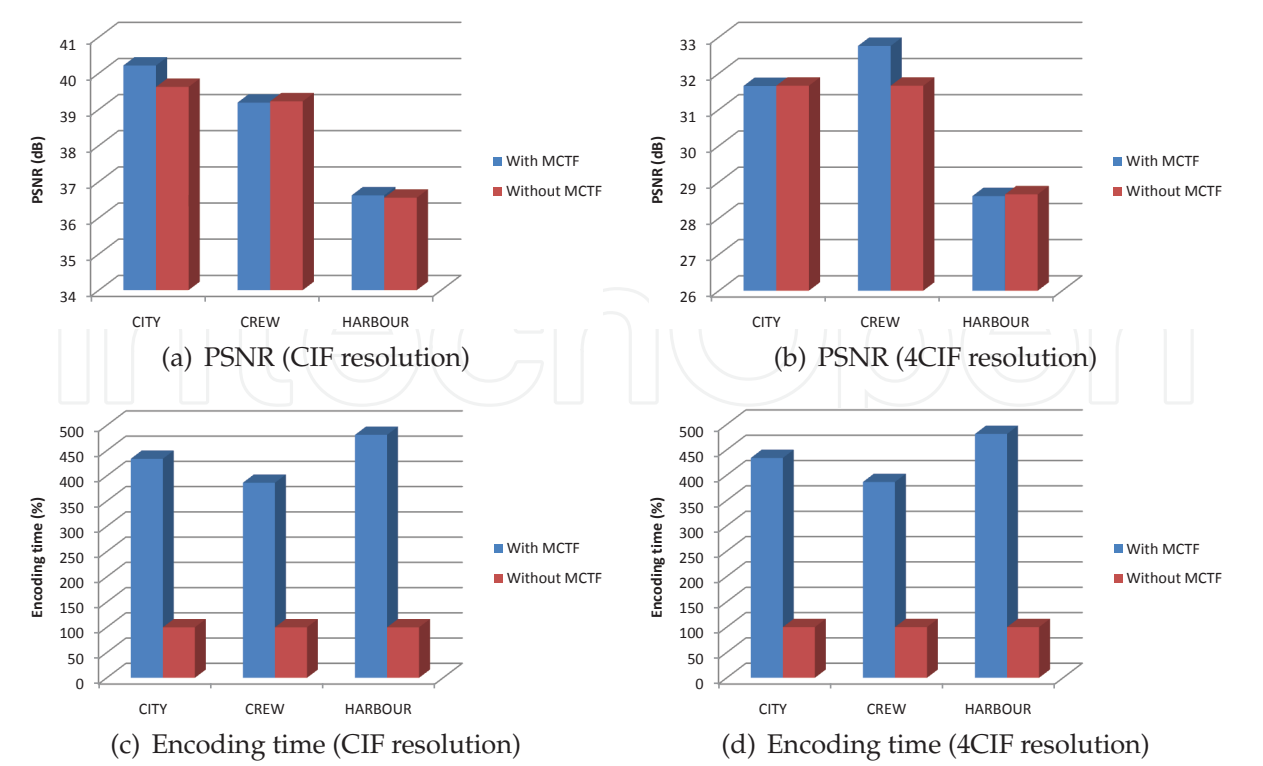 41
40
39
38
37
36
35
34
PSNR (dB)
CITY
CREW
HARBOUR
With MCTF
Without MCTF
(a) PSNR (CIF resolution)
33
32
31
30
29
28
27
26
PSNR (dB)
CITY
CREW
HARBOUR
With MCTF
Without MCTF
(b) PSNR (4CIF resolution)
500
450
400
350
300
250
200
150
100
50
0
Encoding time (%)
CITY
CREW
HARBOUR
With MCTF
Without MCTF
(c) Encoding time (CIF resolution)
500
450
400
350
300
250
200
150
100
50
0
Encoding time (%)
CITY
CREW
HARBOUR
With MCTF
Without MCTF
(d) Encoding time (4CIF resolution)
intechopen